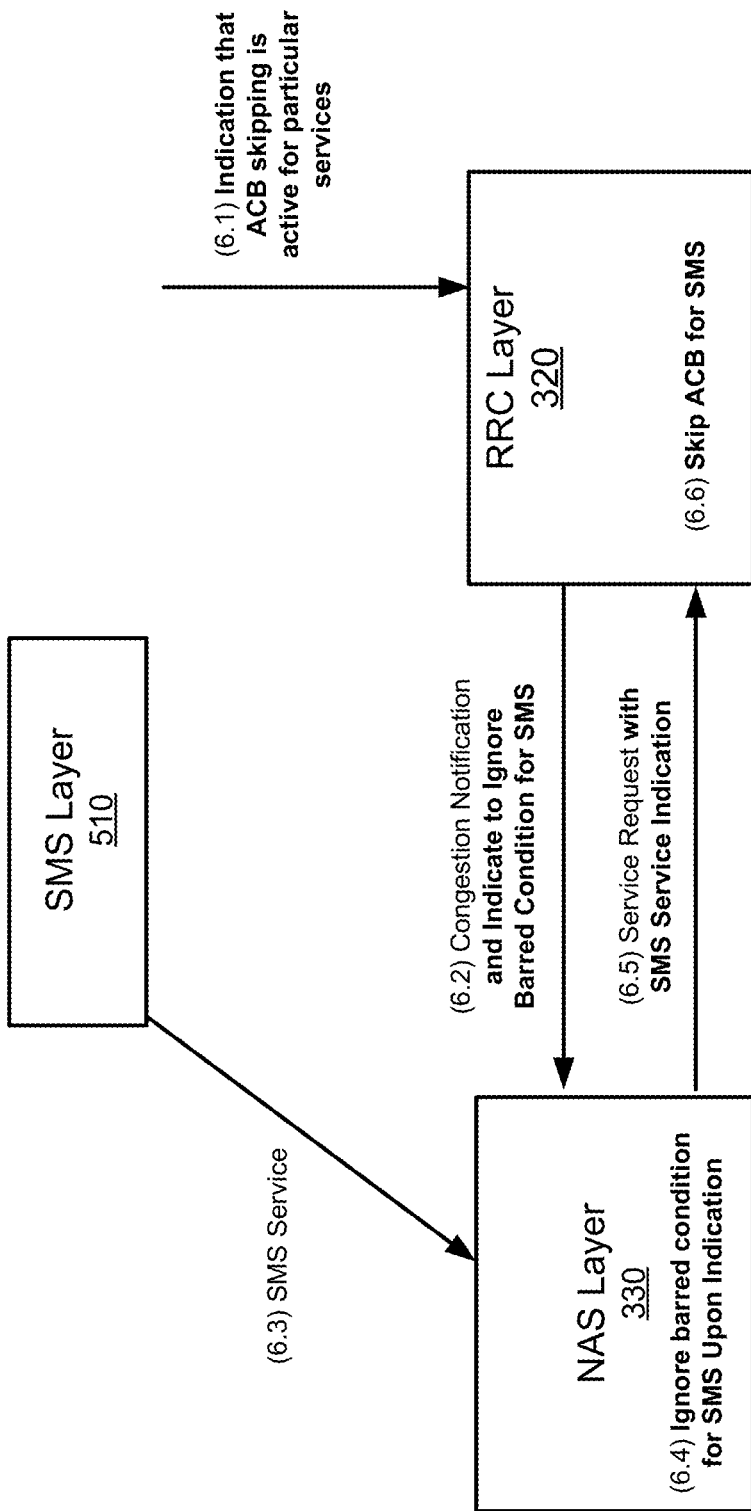 SMS Layer
510
(6.1) Indication that
ACB skipping is
active for particular
services
(6.3) SMS Service
(6.2) Congestion Notification
and Indicate to Ignore
Barred Condition for SMS
(6.5) Service Request with
SMS Service Indication
NAS Layer
330
(6.4) Ignore barred condition
for SMS Upon Indication
RRC Layer
320
(6.6) Skip ACB for SMS